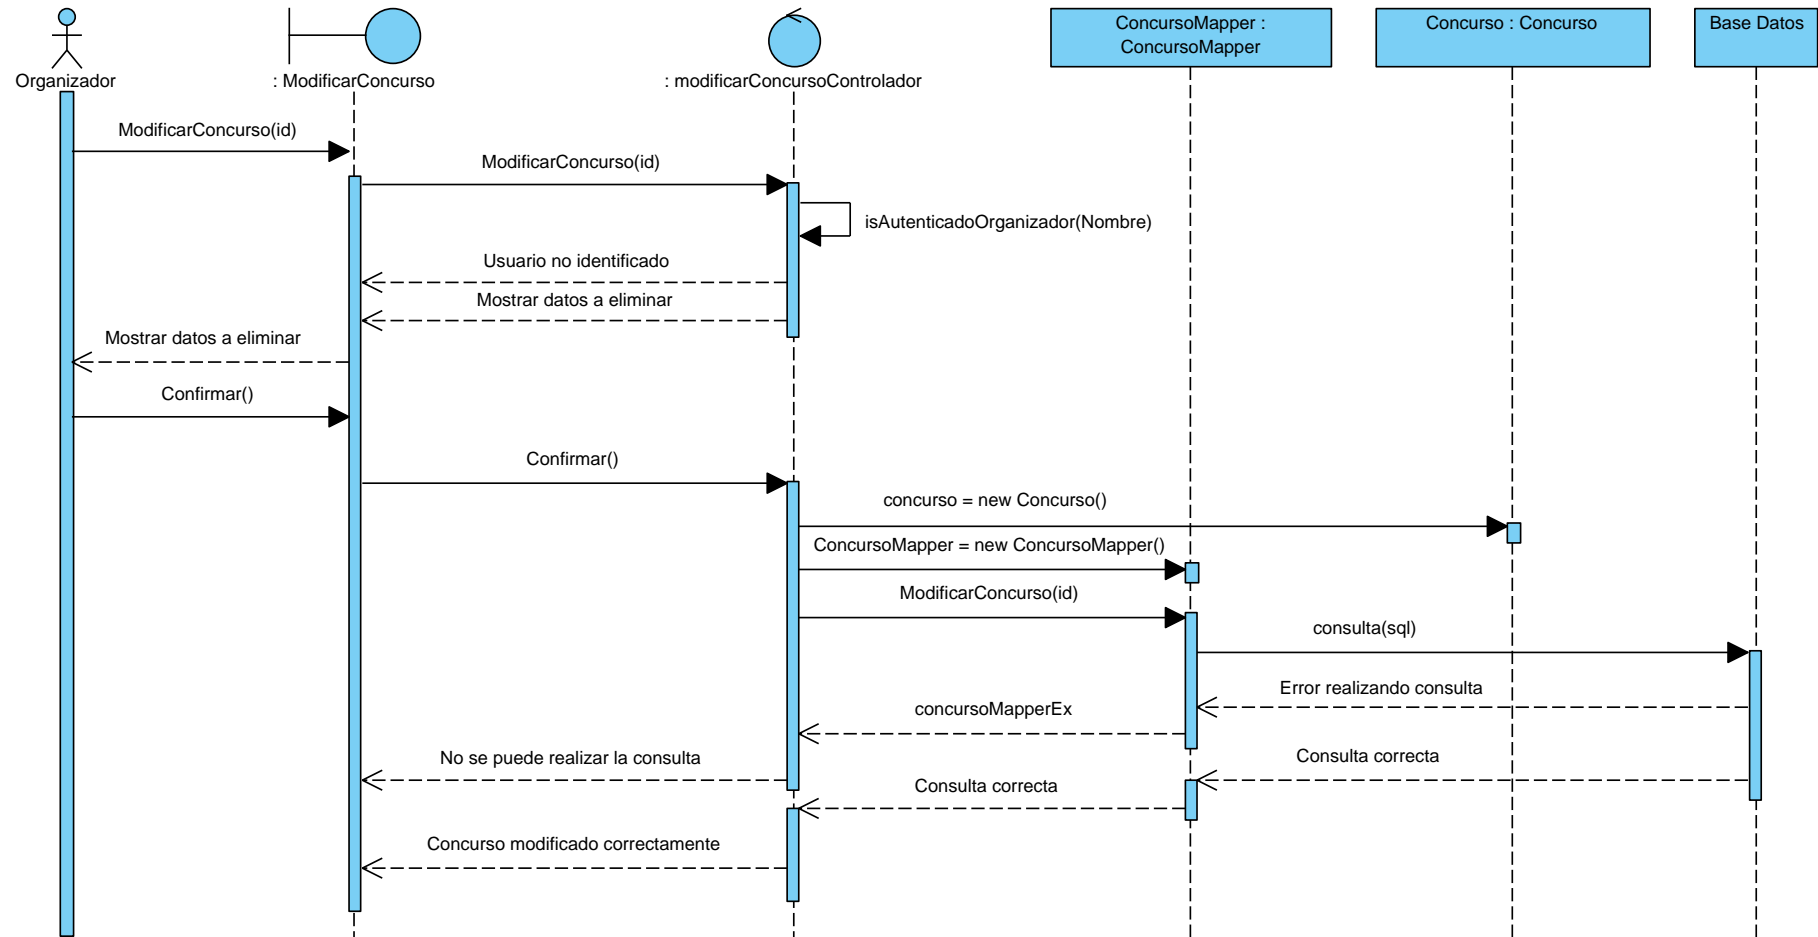 Organizador
: ModificarConcurso
: modificarConcursoControlador
ConcursoMapper :
ConcursoMapper
Concurso : Concurso
Base Datos
ModificarConcurso(id)
ModificarConcurso(id)
isAutenticadoOrganizador(Nombre)
Usuario no identificado
Mostrar datos a eliminar
Mostrar datos a eliminar
Confirmar()
Confirmar()
concurso = new Concurso()
ConcursoMapper = new ConcursoMapper()
ModificarConcurso(id)
consulta(sql)
Error realizando consulta
concursoMapperEx
No se puede realizar la consulta
Consulta correcta
Consulta correcta
Concurso modificado correctamente